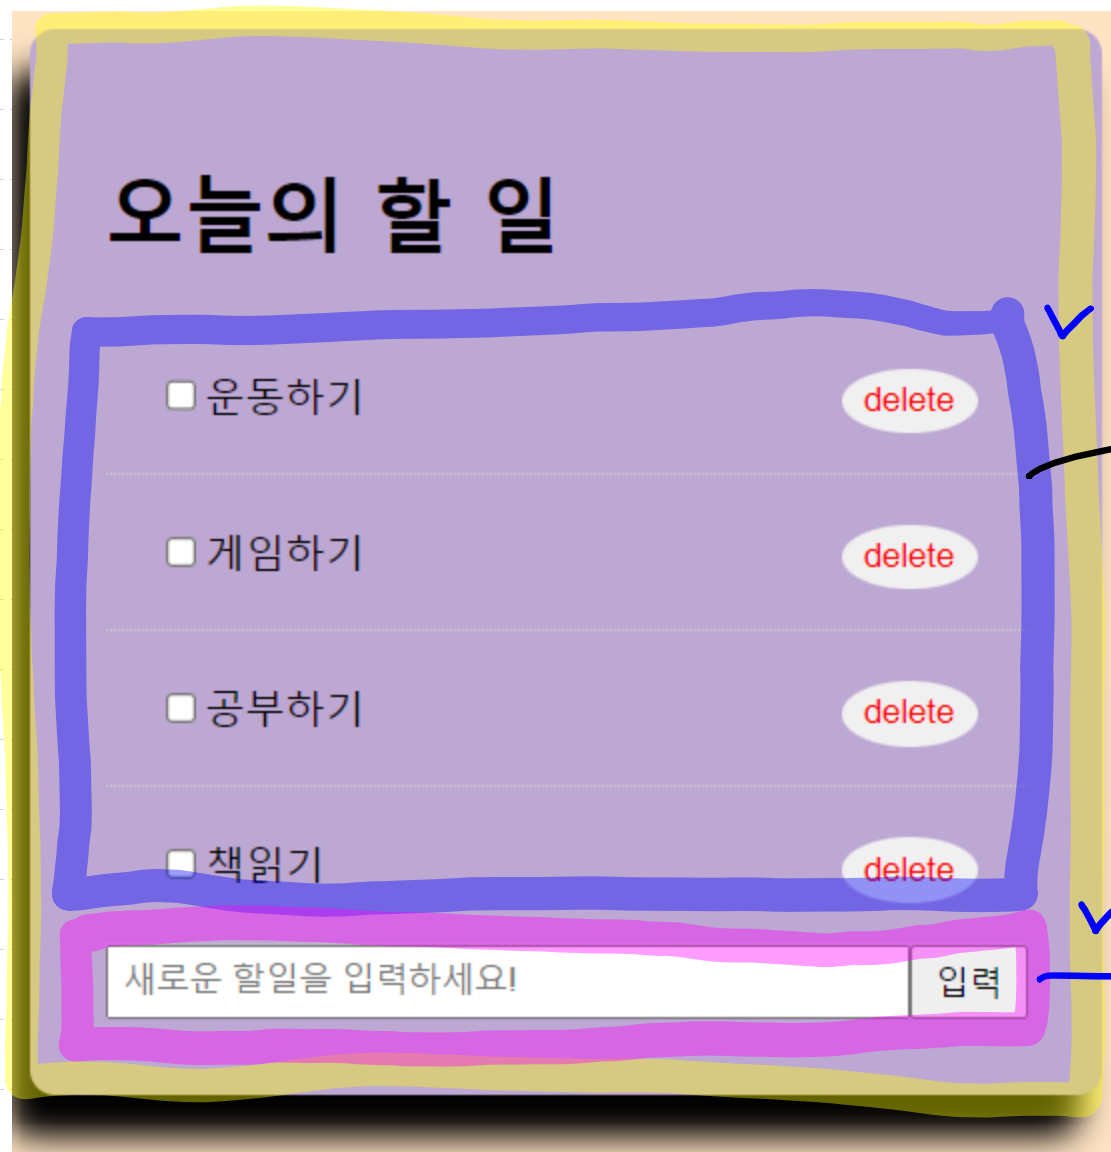 오늘의 할 일
운동하기 delete
게임하기 delete
공부하기 delete
책읽기 delete
새로운 할일을 입력하세요! 입력